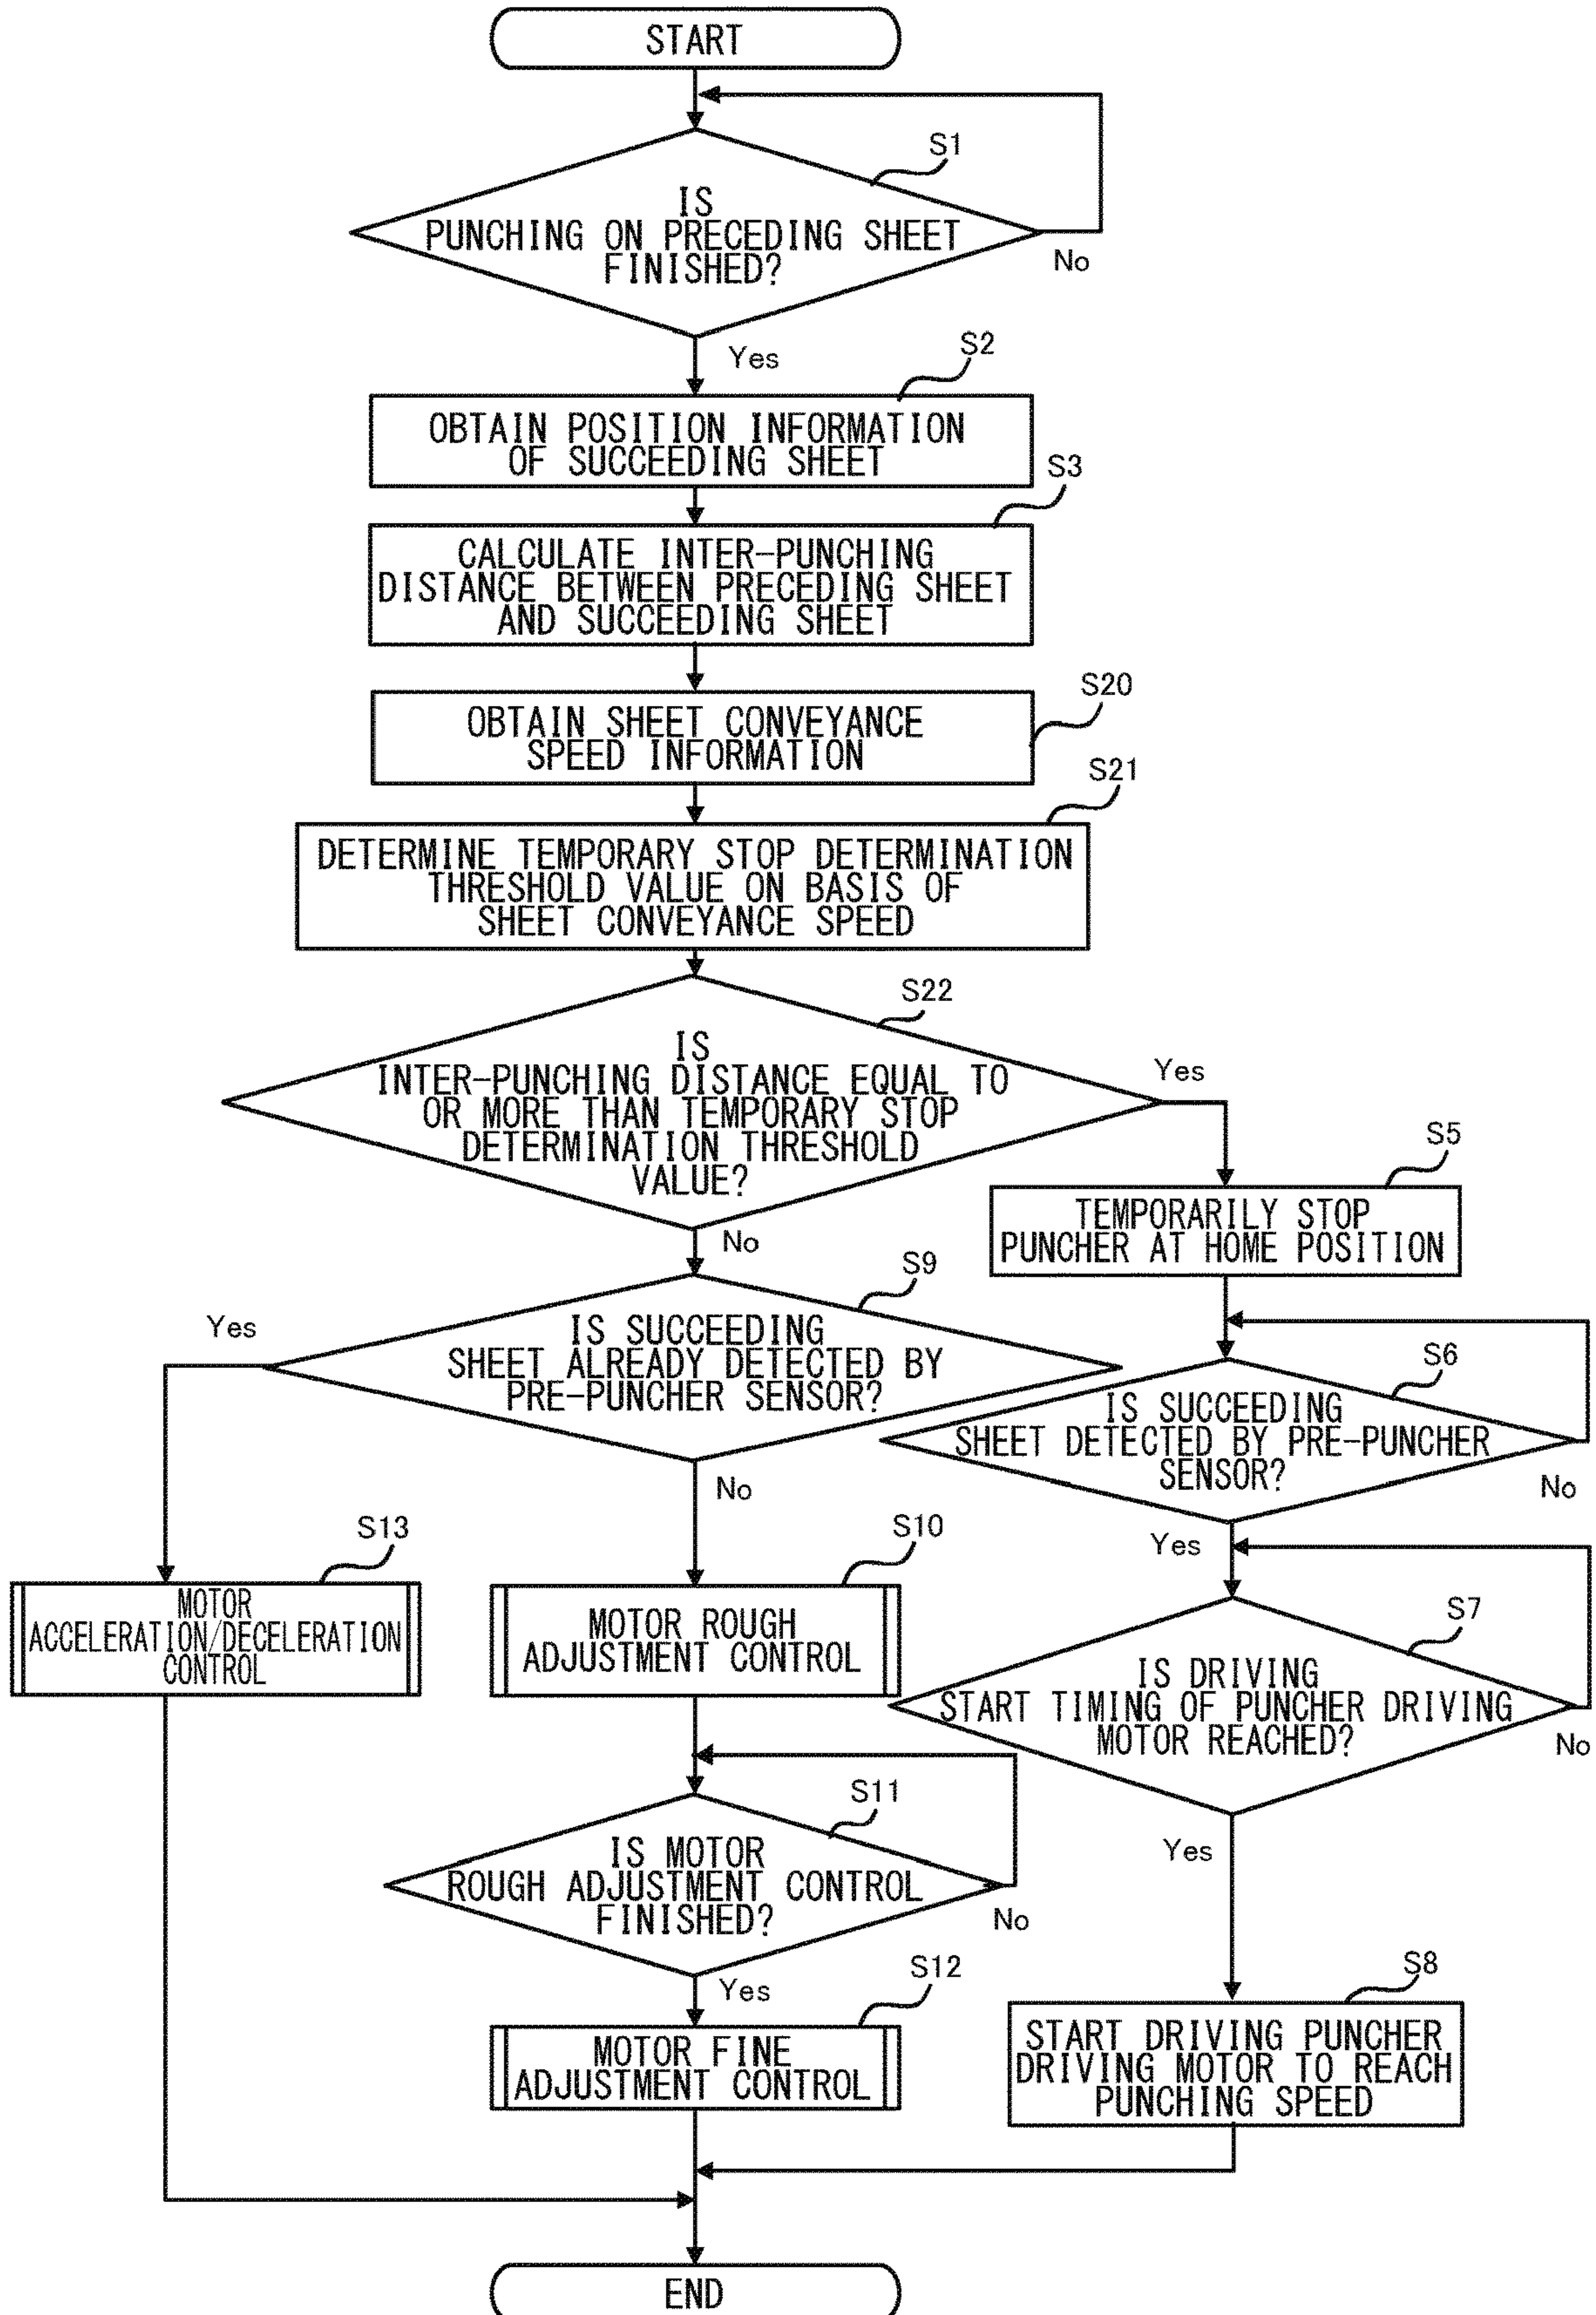 START
S1
IS
PUNCHING ON PRECEDING SHEET
FINISHED?
No
Yes
S2
OBTAIN POSITION INFORMATION
OF SUCCEEDING SHEET
S3
CALCULATE INTER-PUNCHING
DISTANCE BETWEEN PRECEDING SHEET
AND SUCCEEDING SHEET
S20
OBTAIN SHEET CONVEYANCE
SPEED INFORMATION
S21
DETERMINE TEMPORARY STOP DETERMINATION
THRESHOLD VALUE ON BASIS OF
SHEET CONVEYANCE SPEED
S22
IS
INTER-PUNCHING DISTANCE EQUAL TO
OR MORE THAN TEMPORARY STOP
DETERMINATION THRESHOLD
VALUE?
Yes
No
S5
TEMPORARILY STOP
PUNCHER AT HOME POSITION
S9
IS SUCCEEDING
SHEET ALREADY DETECTED BY
PRE-PUNCHER SENSOR?
Yes
No
S6
IS SUCCEEDING
SHEET DETECTED BY PRE-PUNCHER
SENSOR?
No
Yes
S13
MOTOR
ACCELERATION/DECELERATION
CONTROL
S10
MOTOR ROUGH
ADJUSTMENT CONTROL
S7
IS DRIVING
START TIMING OF PUNCHER DRIVING
MOTOR REACHED?
No
Yes
S11
IS MOTOR
ROUGH ADJUSTMENT CONTROL
FINISHED?
No
Yes
S12
MOTOR FINE
ADJUSTMENT CONTROL
S8
START DRIVING PUNCHER
DRIVING MOTOR TO REACH
PUNCHING SPEED
END